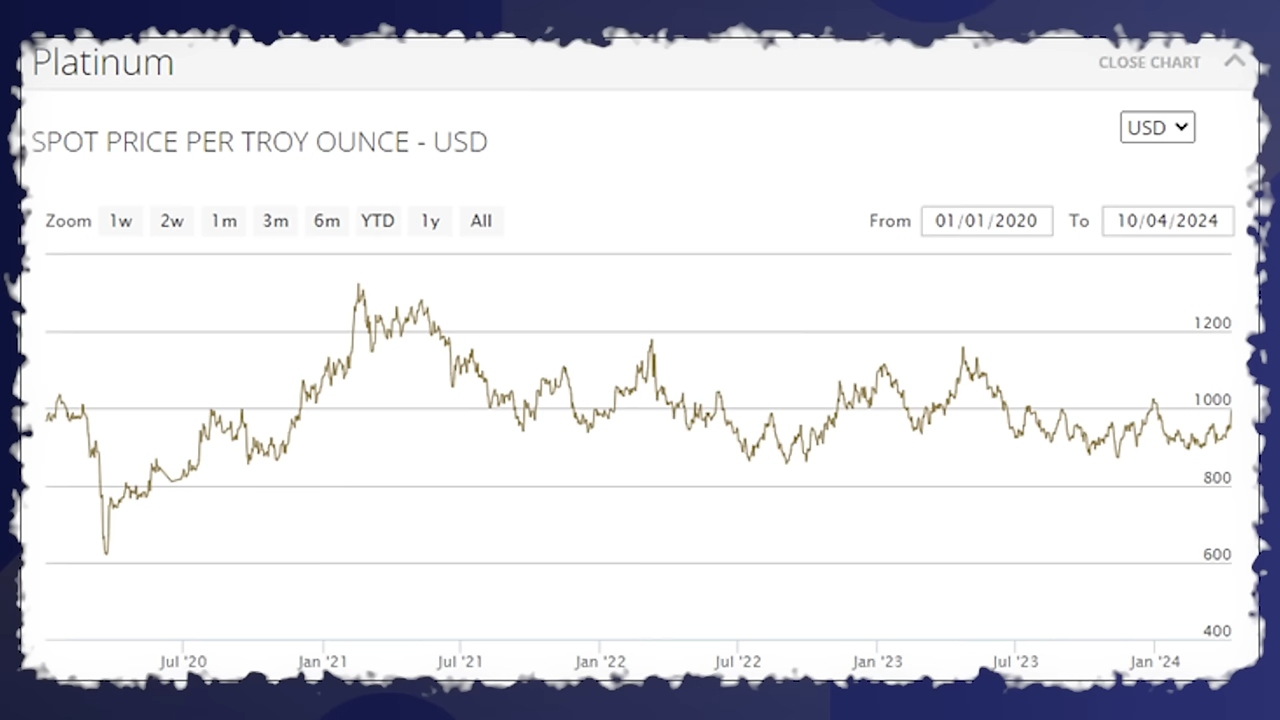 Platinum
CLOSE CHART
SPOT PRICE PER TROY OUNCE - USD
USD
Zoom 1w 2w 1m 3m 6m YTD 1y All
From 01/01/2020 To 10/04/2024
1200
1000
800
600
400
Jul '20 Jan '21 Jul '21 Jan '22 Jul '22 Jan '23 Jul '23 Jan '24